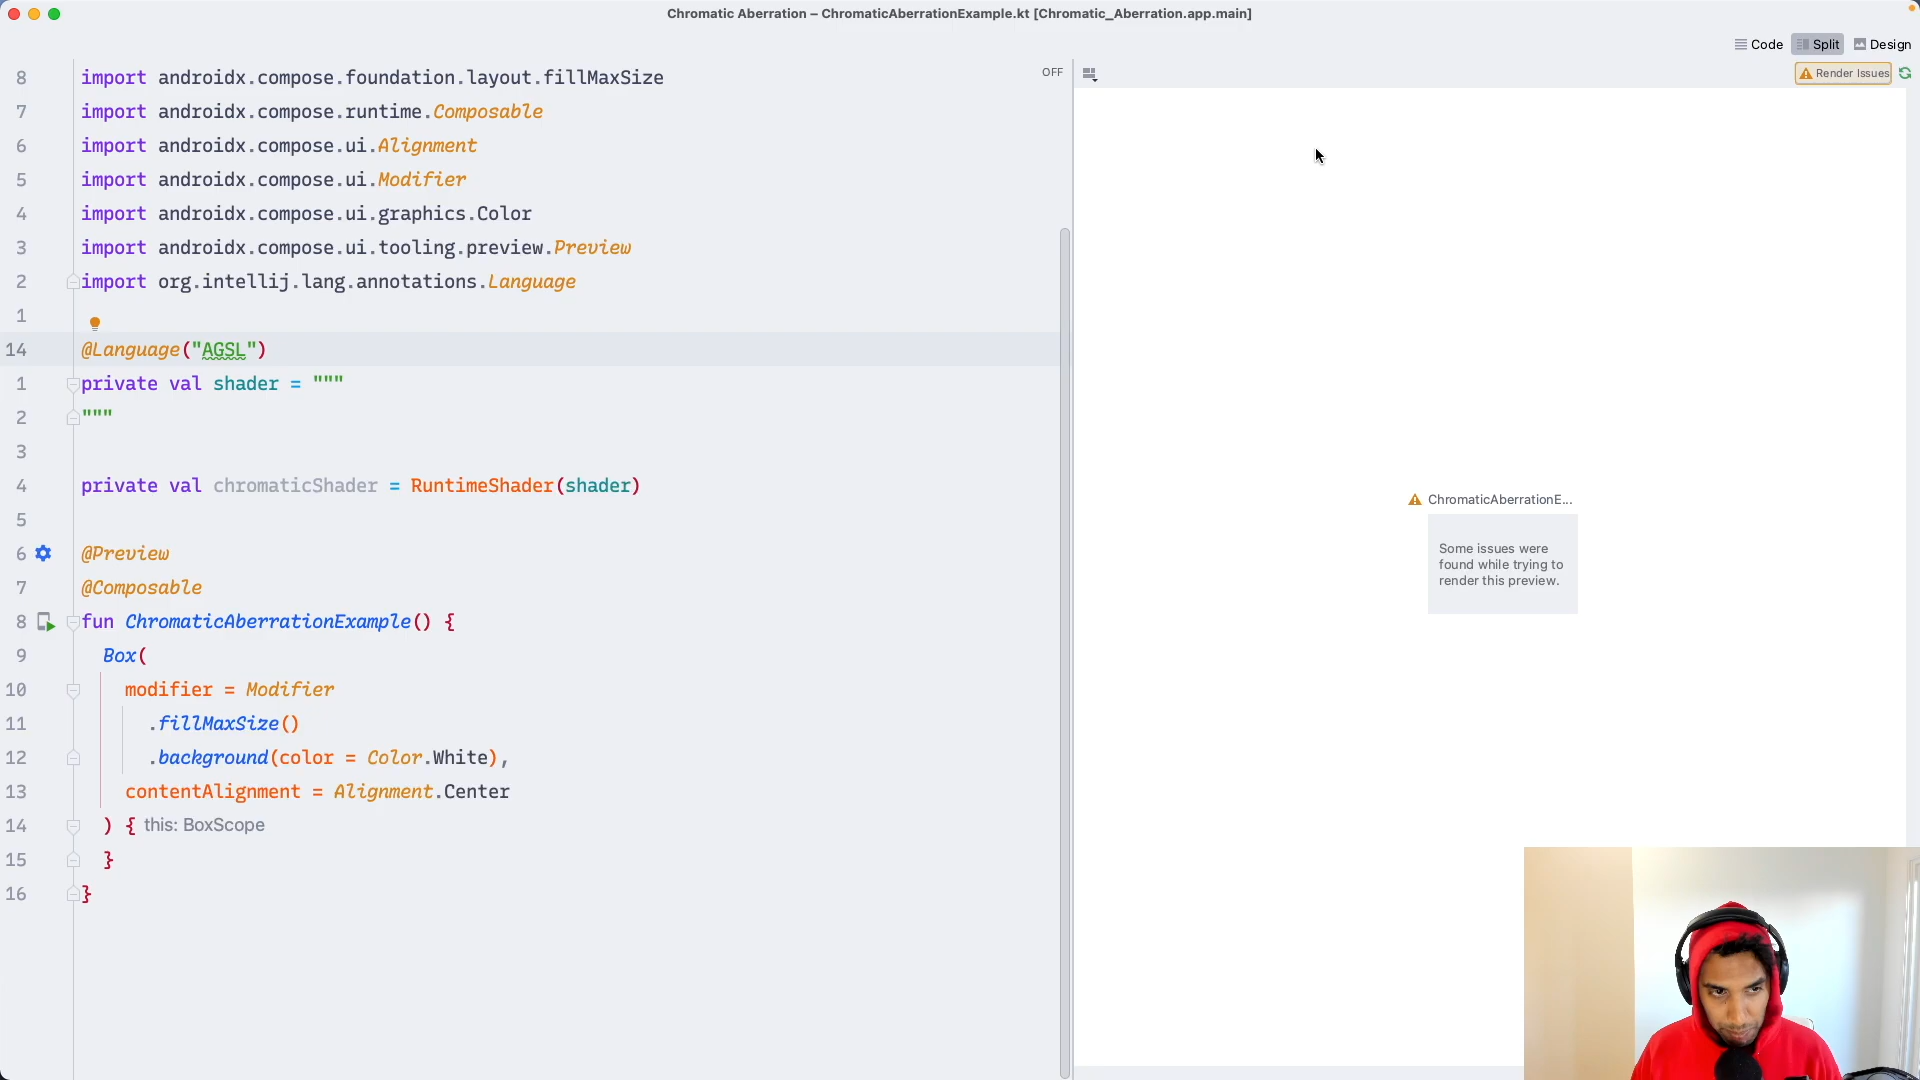 Chromatic Aberration – ChromaticAberrationExample.kt [Chromatic_Aberration.app.main]
Code Split Design
OFF
Render Issues
8 import androidx.compose.foundation.layout.fillMaxSize
7 import androidx.compose.runtime.Composable
6 import androidx.compose.ui.Alignment
5 import androidx.compose.ui.Modifier
4 import androidx.compose.ui.graphics.Color
3 import androidx.compose.ui.tooling.preview.Preview
2 import org.intellij.lang.annotations.Language
1
14 @Language("AGSL")
1 private val shader = """
2 """
3
4 private val chromaticShader = RuntimeShader(shader)
5
6 @Preview
7 @Composable
8 fun ChromaticAberrationExample() {
9 Box(
10 modifier = Modifier
11 .fillMaxSize()
12 .background(color = Color.White),
13 contentAlignment = Alignment.Center
14 ) { this: BoxScope
15 }
16 }
ChromaticAberrationE...
Some issues were
found while trying to
render this preview.